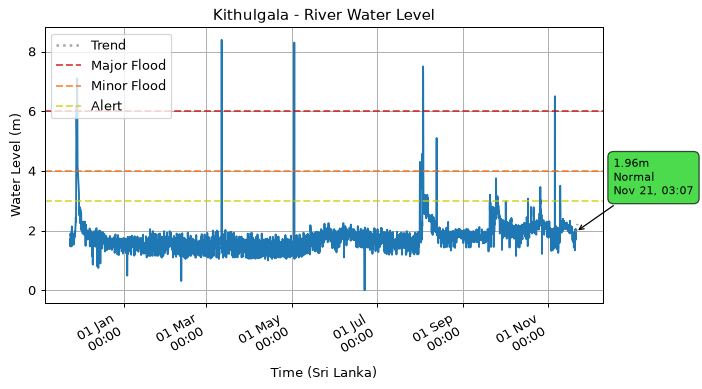 Kithulgala - River Water Level
Trend
Major Flood
Minor Flood
Alert
Water Level (m)
8
6
4
2
0
1.96m
Normal
Nov 21, 03:07
01 Jan
00:00
01 Mar
00:00
01 May
00:00
01 Jul
00:00
01 Sep
00:00
01 Nov
00:00
Time (Sri Lanka)